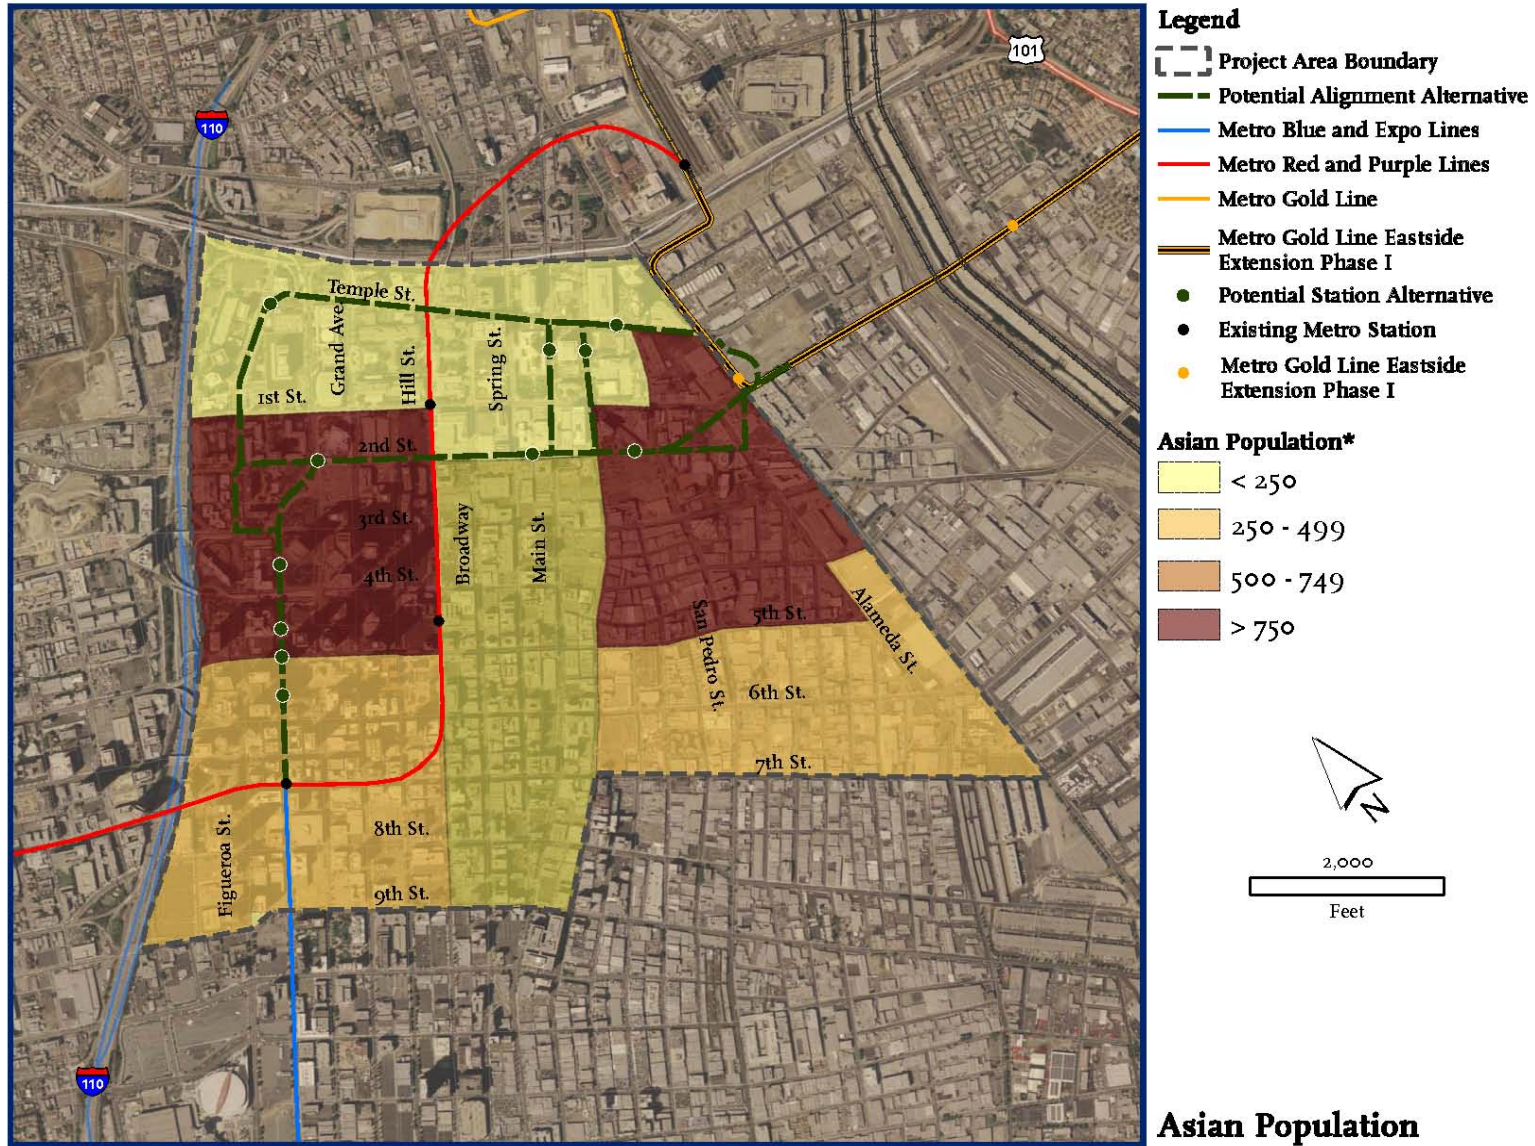 Legend
101
Project Area Boundary
Potential Alignment Alternative
110
Metro Blue and Expo Lines
Metro Red and Purple Lines
Metro Gold Line
Metro Gold Line Eastside
Extension Phase I
Potential Station Alternative
Existing Metro Station
Metro Gold Line Eastside
Extension Phase I
Asian Population*
< 250
250 - 499
500 - 749
> 750
Temple St.
Grand Ave.
Hill St.
Spring St.
1st St.
2nd St.
3rd St.
Broadway
Main St.
4th St.
San Pedro St.
5th St.
Alameda St.
6th St.
7th St.
Figueroa St.
8th St.
9th St.
N
2,000
Feet
110
Asian Population